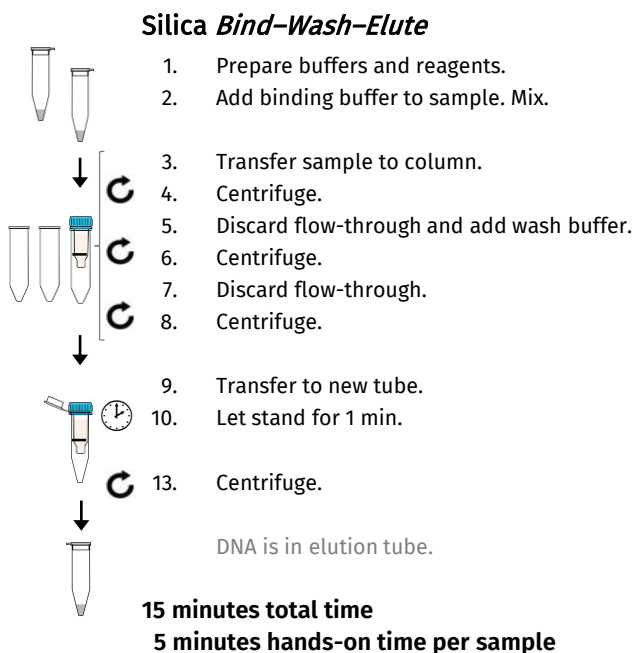 Silica Bind–Wash–Elute
1. Prepare buffers and reagents.
2. Add binding buffer to sample. Mix.
3. Transfer sample to column.
4. Centrifuge.
5. Discard flow-through and add wash buffer.
6. Centrifuge.
7. Discard flow-through.
8. Centrifuge.
9. Transfer to new tube.
10. Let stand for 1 min.
13. Centrifuge.
DNA is in elution tube.
15 minutes total time
5 minutes hands-on time per sample